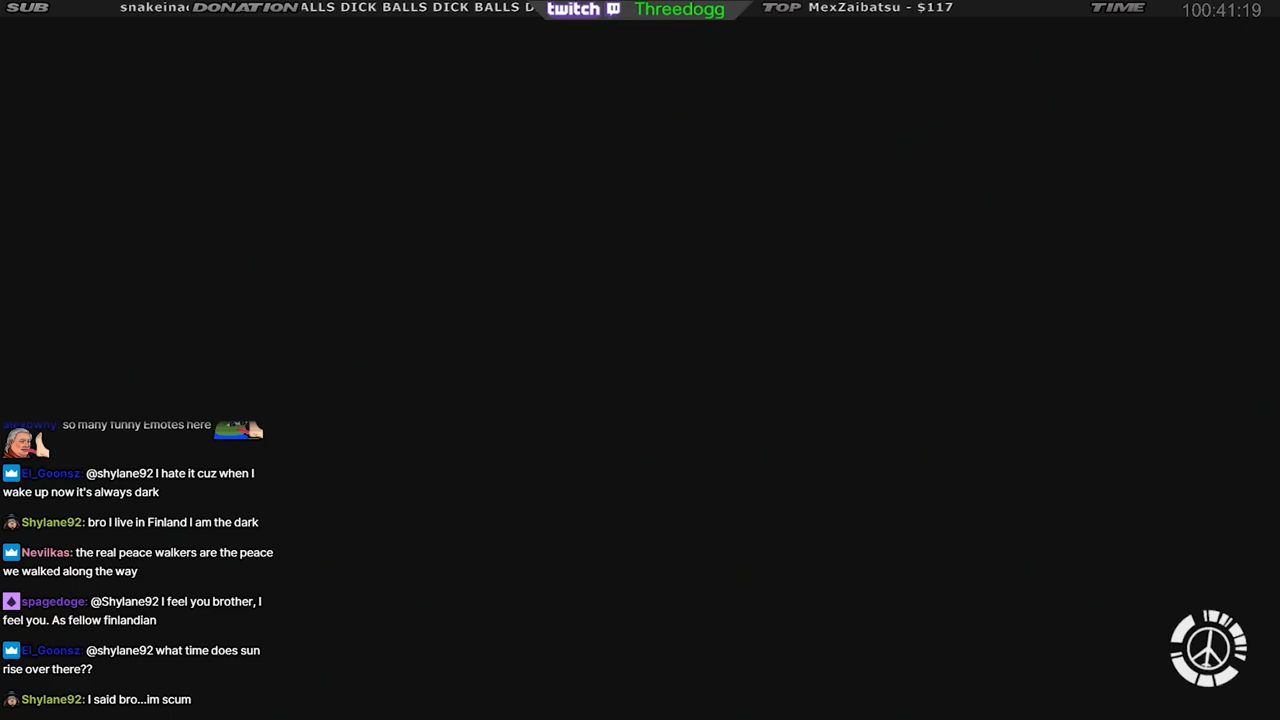 SUB snakeinac DONATION ALLS DICK BALLS DICK BALLS D twitch Threedogg TOP MexZaibatsu - $117 TIME 100:41:19
so many funny Emotes here
El_Goonsz: @shylane92 I hate it cuz when I
wake up now it's always dark
Shylane92: bro I live in Finland I am the dark
Nevilkas: the real peace walkers are the peace
we walked along the way
spagedoge: @Shylane92 I feel you brother, I
feel you. As fellow finlandian
El_Goonsz: @shylane92 what time does sun
rise over there??
Shylane92: I said bro...im scum